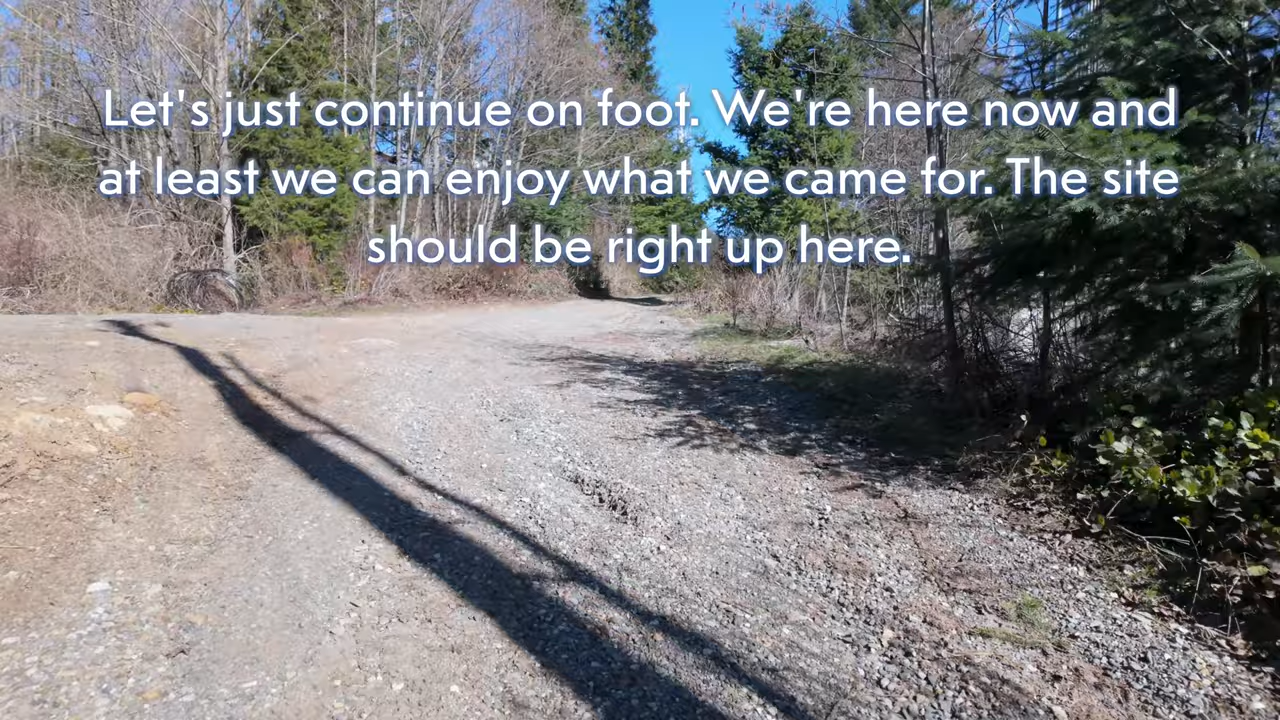 Let's just continue on foot. We're here now and
at least we can enjoy what we came for. The site
should be right up here.